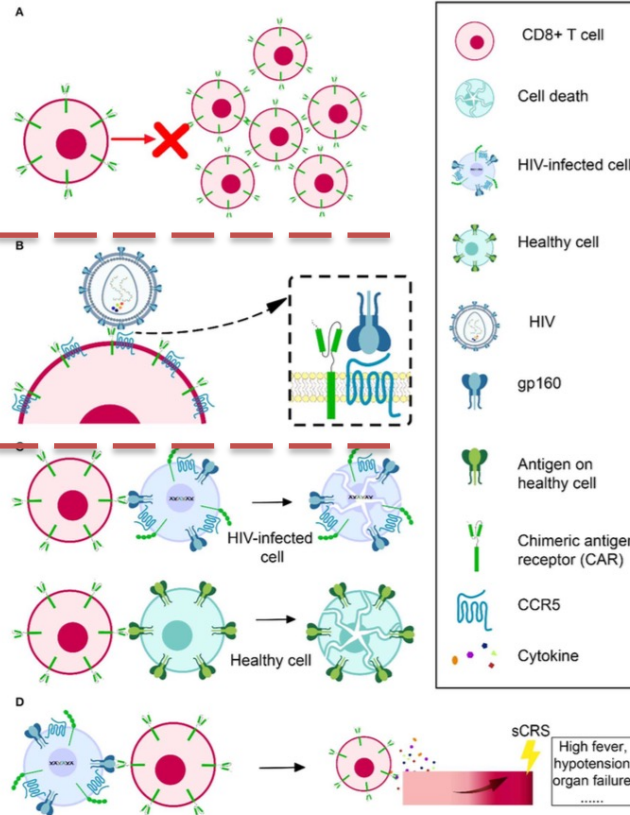 A
CD8+ T cell
Cell death
HIV-infected cell
Healthy cell
B
HIV
gp160
Antigen on
healthy cell
Chimeric antigen
receptor (CAR)
CCR5
Cytokine
HIV-infected
cell
Healthy cell
D
sCRS
High fever,
hypotension
organ failure
......